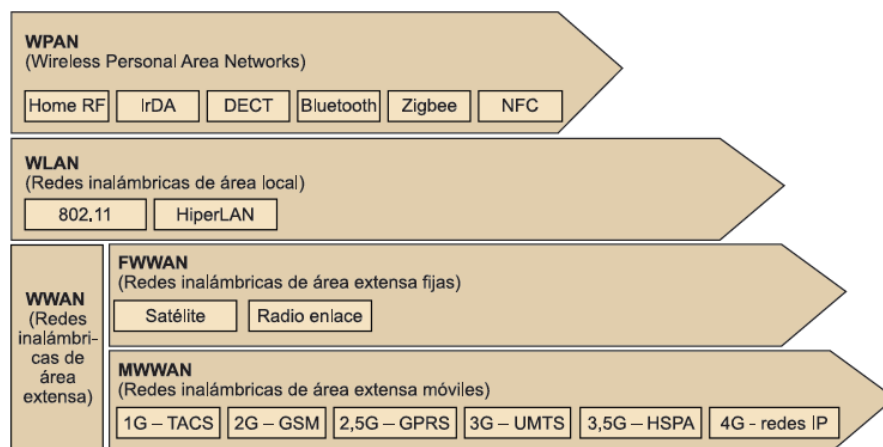 WPAN
(Wireless Personal Area Networks)
Home RF IrDA DECT Bluetooth Zigbee NFC
WLAN
(Redes inalámbricas de área local)
802.11 HiperLAN
WWAN
(Redes
inalámbri-
cas de
área
extensa)
FWWAN
(Redes inalámbricas de área extensa fijas)
Satélite Radio enlace
MWWAN
(Redes inalámbricas de área extensa móviles)
1G – TACS 2G – GSM 2,5G – GPRS 3G – UMTS 3,5G – HSPA 4G - redes IP